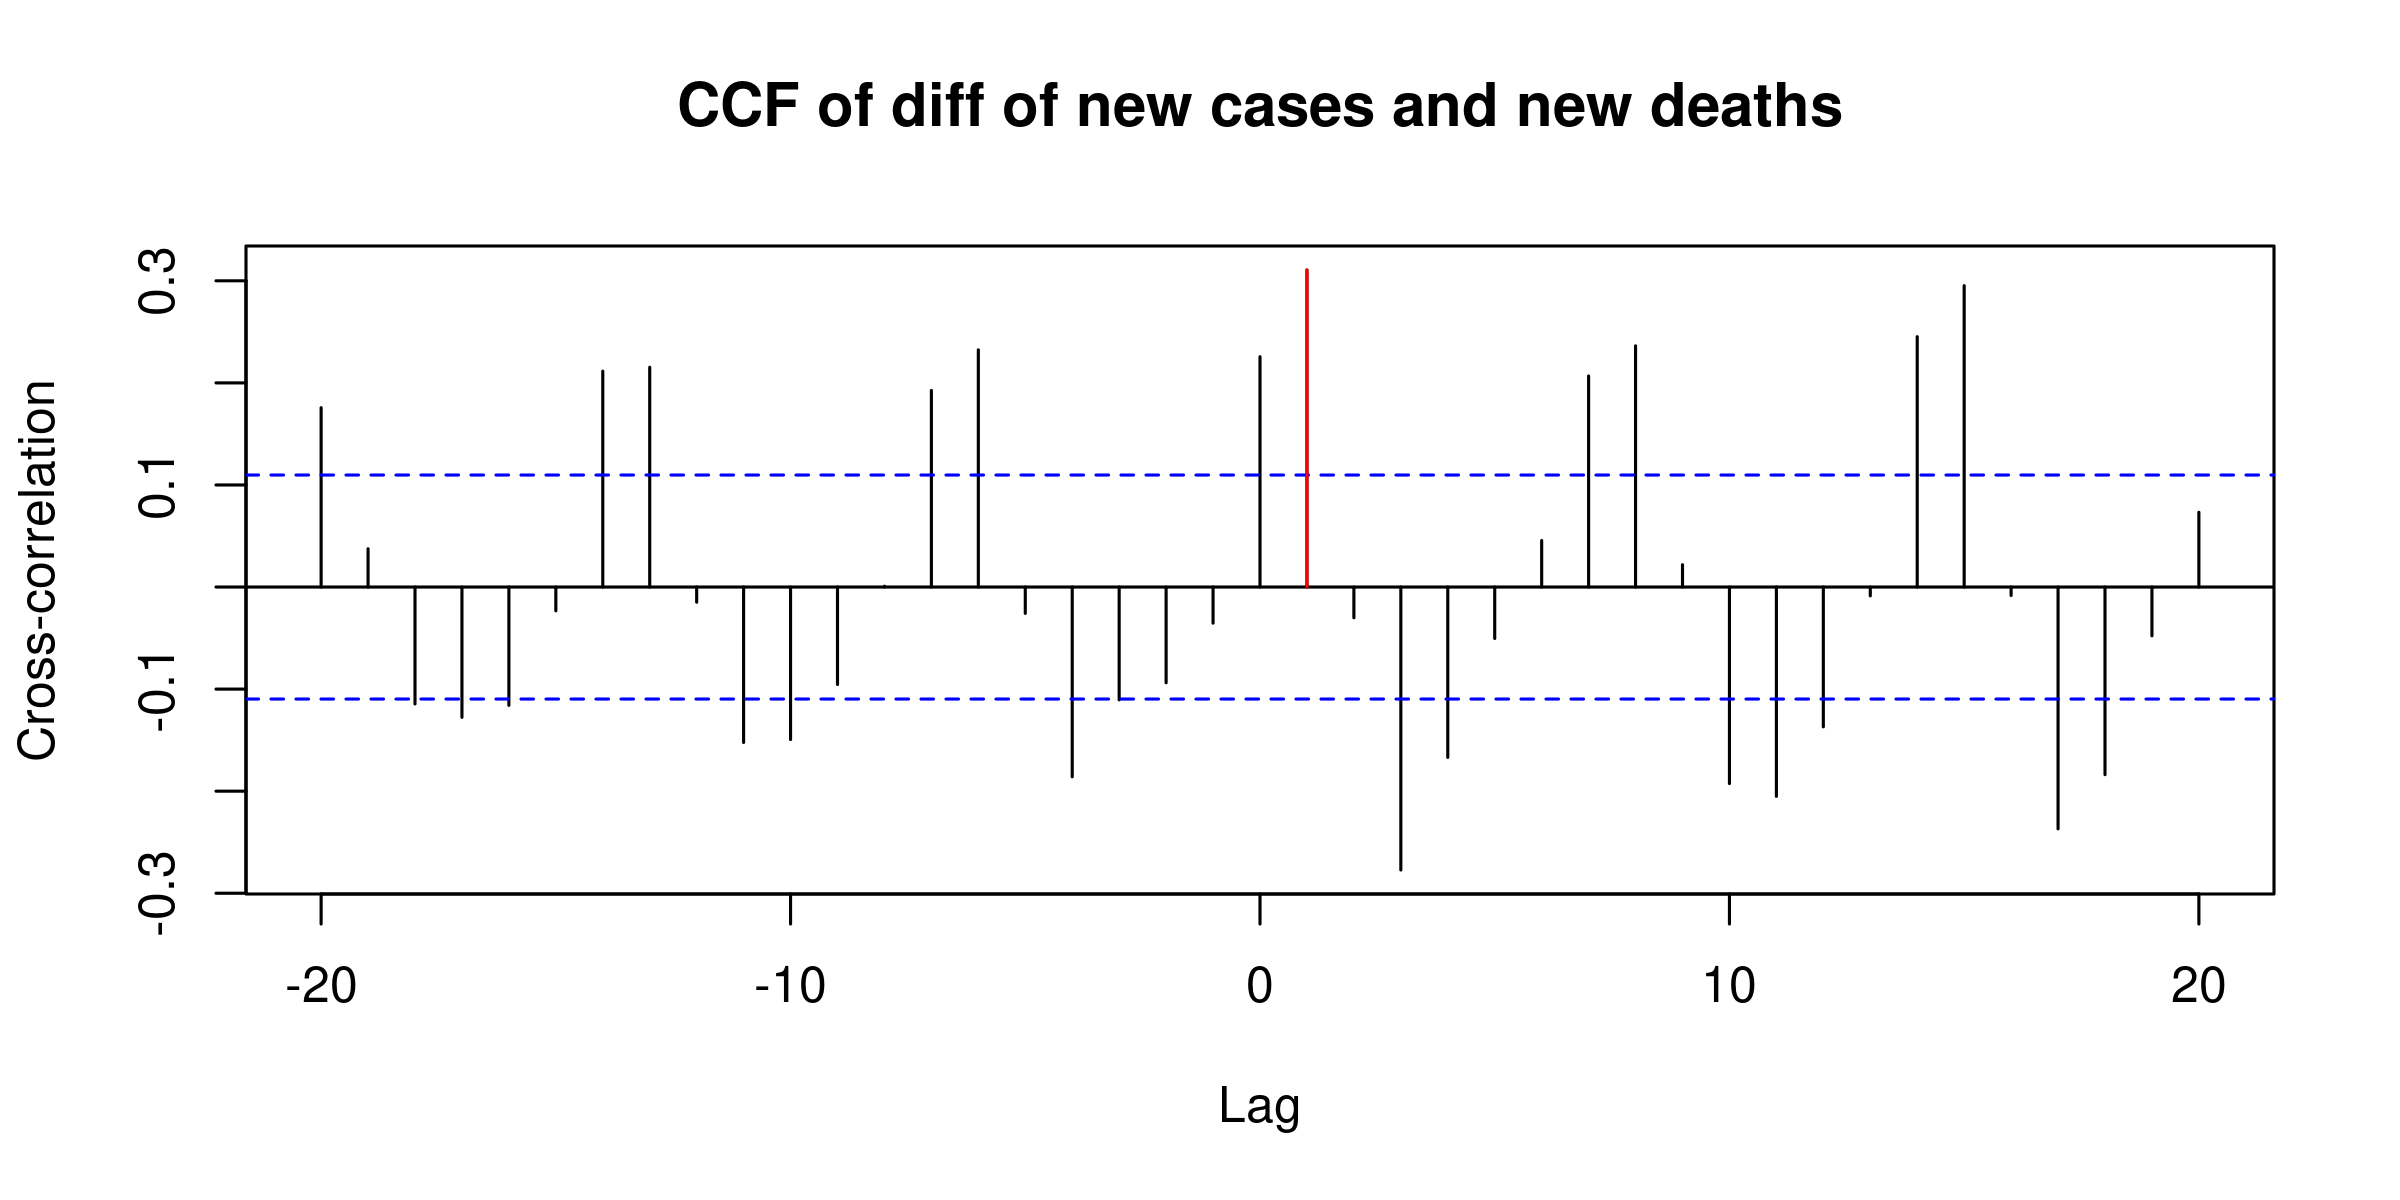 CCF of diff of new cases and new deaths
Cross-correlation
0.3
0.1
-0.1
-0.3
-20 -10 0 10 20
Lag